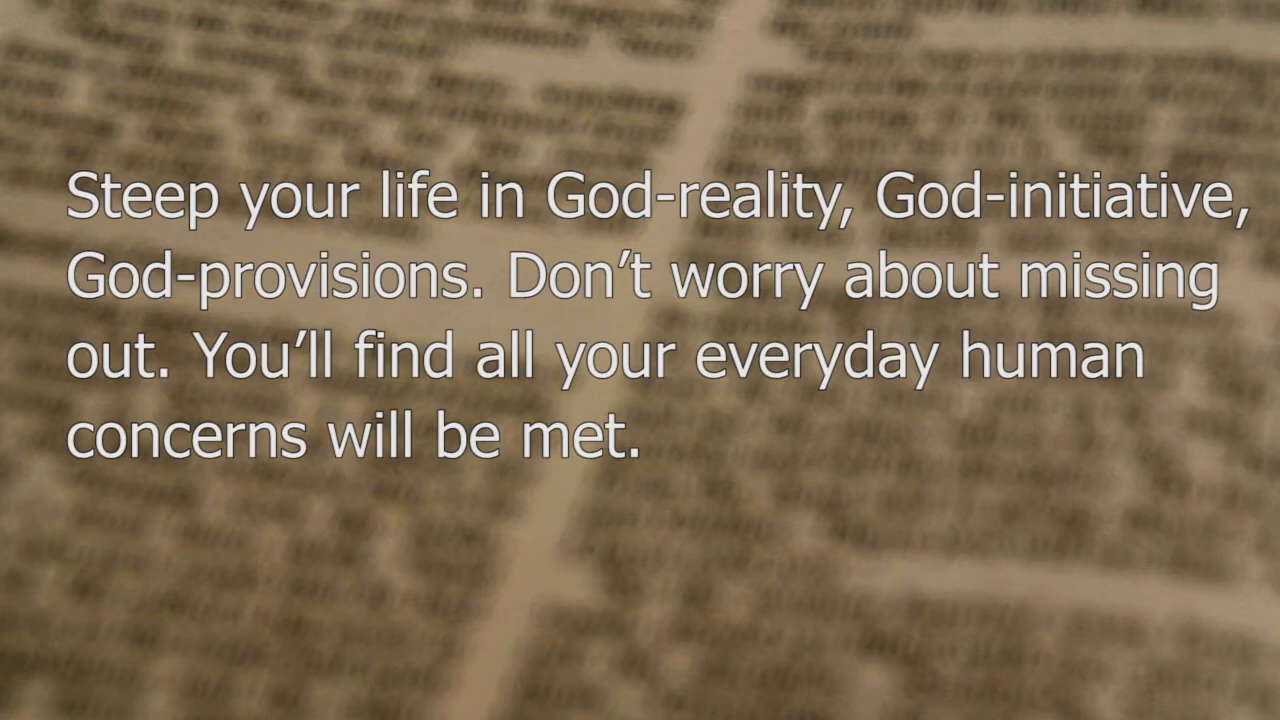 Steep your life in God-reality, God-initiative,
God-provisions. Don’t worry about missing
out. You’ll find all your everyday human
concerns will be met.